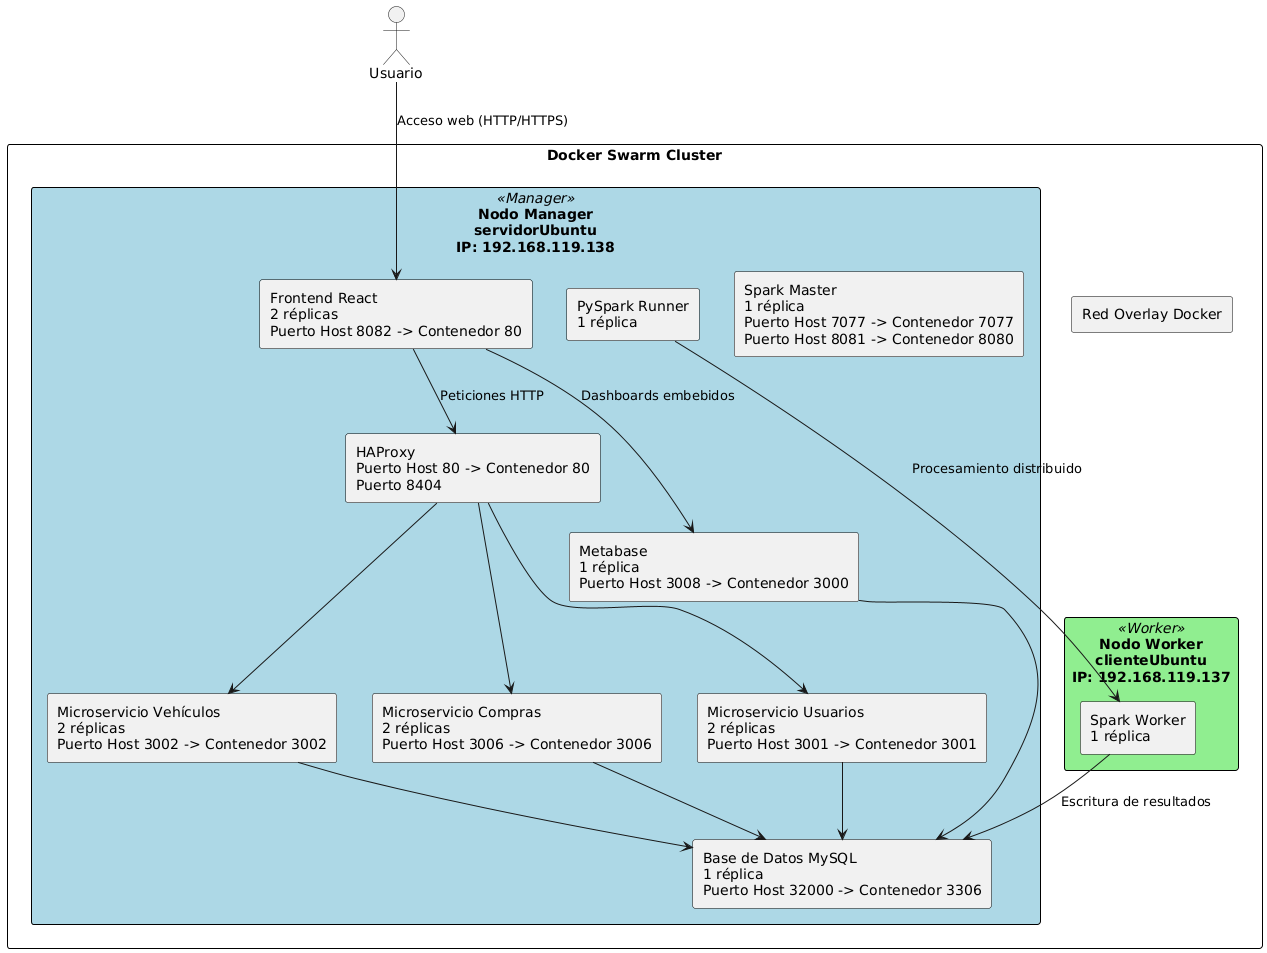 Usuario
Acceso web (HTTP/HTTPS)
Docker Swarm Cluster
«Manager»
Nodo Manager
servidorUbuntu
IP: 192.168.119.138
Frontend React
2 réplicas
Puerto Host 8082 -> Contenedor 80
PySpark Runner
1 réplica
Spark Master
1 réplica
Puerto Host 7077 -> Contenedor 7077
Puerto Host 8081 -> Contenedor 8080
Red Overlay Docker
Peticiones HTTP
Dashboards embebidos
HAProxy
Puerto Host 80 -> Contenedor 80
Puerto 8404
Procesamiento distribuido
Metabase
1 réplica
Puerto Host 3008 -> Contenedor 3000
«Worker»
Nodo Worker
clienteUbuntu
IP: 192.168.119.137
Spark Worker
1 réplica
Microservicio Vehículos
2 réplicas
Puerto Host 3002 -> Contenedor 3002
Microservicio Compras
2 réplicas
Puerto Host 3006 -> Contenedor 3006
Microservicio Usuarios
2 réplicas
Puerto Host 3001 -> Contenedor 3001
Escritura de resultados
Base de Datos MySQL
1 réplica
Puerto Host 32000 -> Contenedor 3306